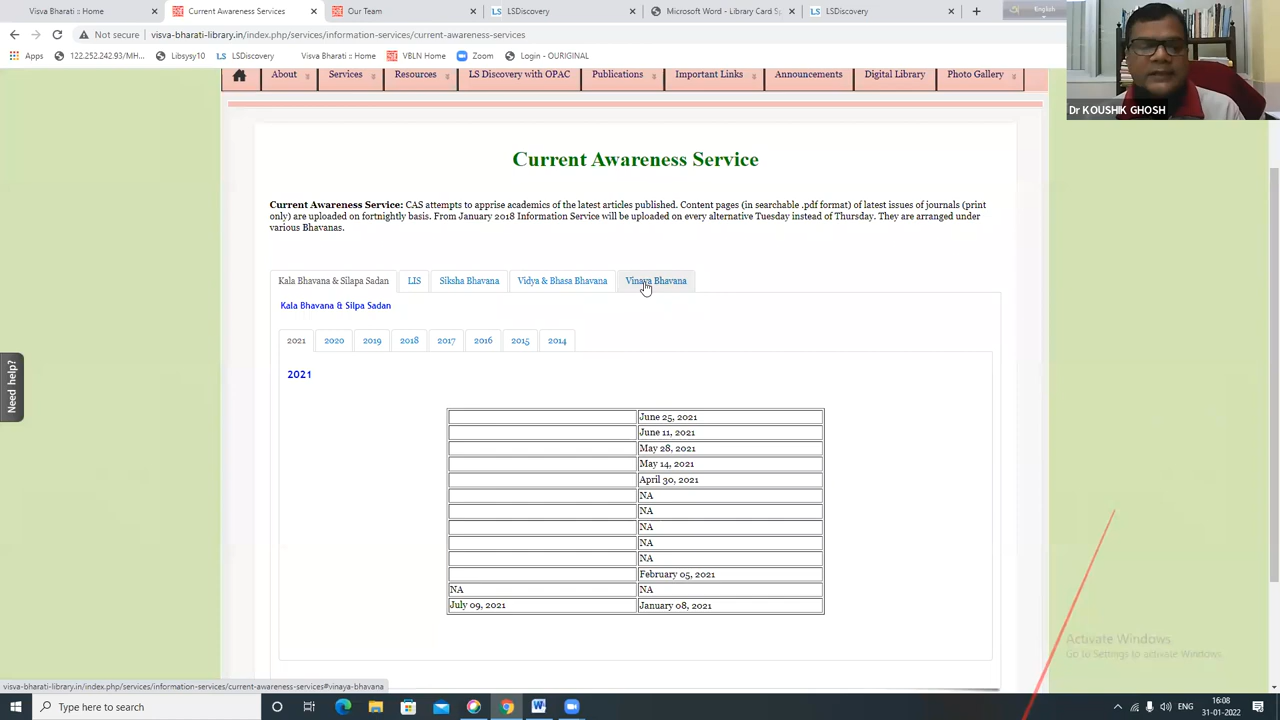 Visva Bharati :: Home
Current Awareness Services
Our Team
LSDiscovery
Microsoft Word - Library Card S
LSDiscovery
English
Not secure
visva-bharati-library.in/index.php/services/information-services/current-awareness-services
Apps
122.252.242.93/MH...
Libsys10
LSDiscovery
Visva Bharati :: Home
VBLN Home
Zoom
Login - OURIGINAL
Dr KOUSHIK GHOSH
About
Services
Resources
LS Discovery with OPAC
Publications
Important Links
Announcements
Digital Library
Photo Gallery
Current Awareness Service
Current Awareness Service: CAS attempts to apprise academics of the latest articles published. Content pages (in searchable .pdf format) of latest issues of journals (print
only) are uploaded on fortnightly basis. From January 2018 Information Service will be uploaded on every alternative Tuesday instead of Thursday. They are arranged under
various Bhavanas.
Kala Bhavana & Silapa Sadan
LIS
Siksha Bhavana
Vidya & Bhasa Bhavana
Vinaya Bhavana
Kala Bhavana & Silpa Sadan
2021
2020
2019
2018
2017
2016
2015
2014
2021
June 25, 2021
June 11, 2021
May 28, 2021
May 14, 2021
April 30, 2021
NA
NA
NA
NA
NA
February 05, 2021
NA NA
July 09, 2021 January 08, 2021
Need help?
Activate Windows
Go to Settings to activate Windows.
visva-bharati-library.in/index.php/services/information-services/current-awareness-services#vinaya-bhavana
Type here to search
ENG
16:08
31-01-2022